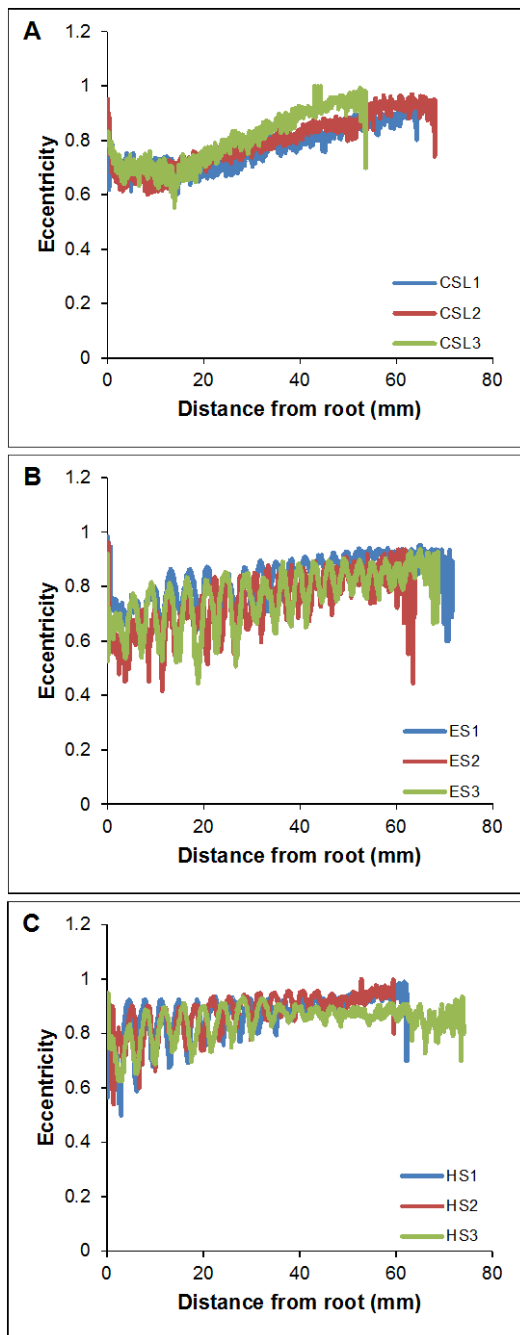 A
1.2
1
0.8
0.6
0.4
0.2
0
Eccentricity
CSL1
CSL2
CSL3
0 20 40 60 80
Distance from root (mm)
B
1.2
1
0.8
0.6
0.4
0.2
0
Eccentricity
ES1
ES2
ES3
0 20 40 60 80
Distance from root (mm)
C
1.2
1
0.8
0.6
0.4
0.2
0
Eccentricity
HS1
HS2
HS3
0 20 40 60 80
Distance from root (mm)